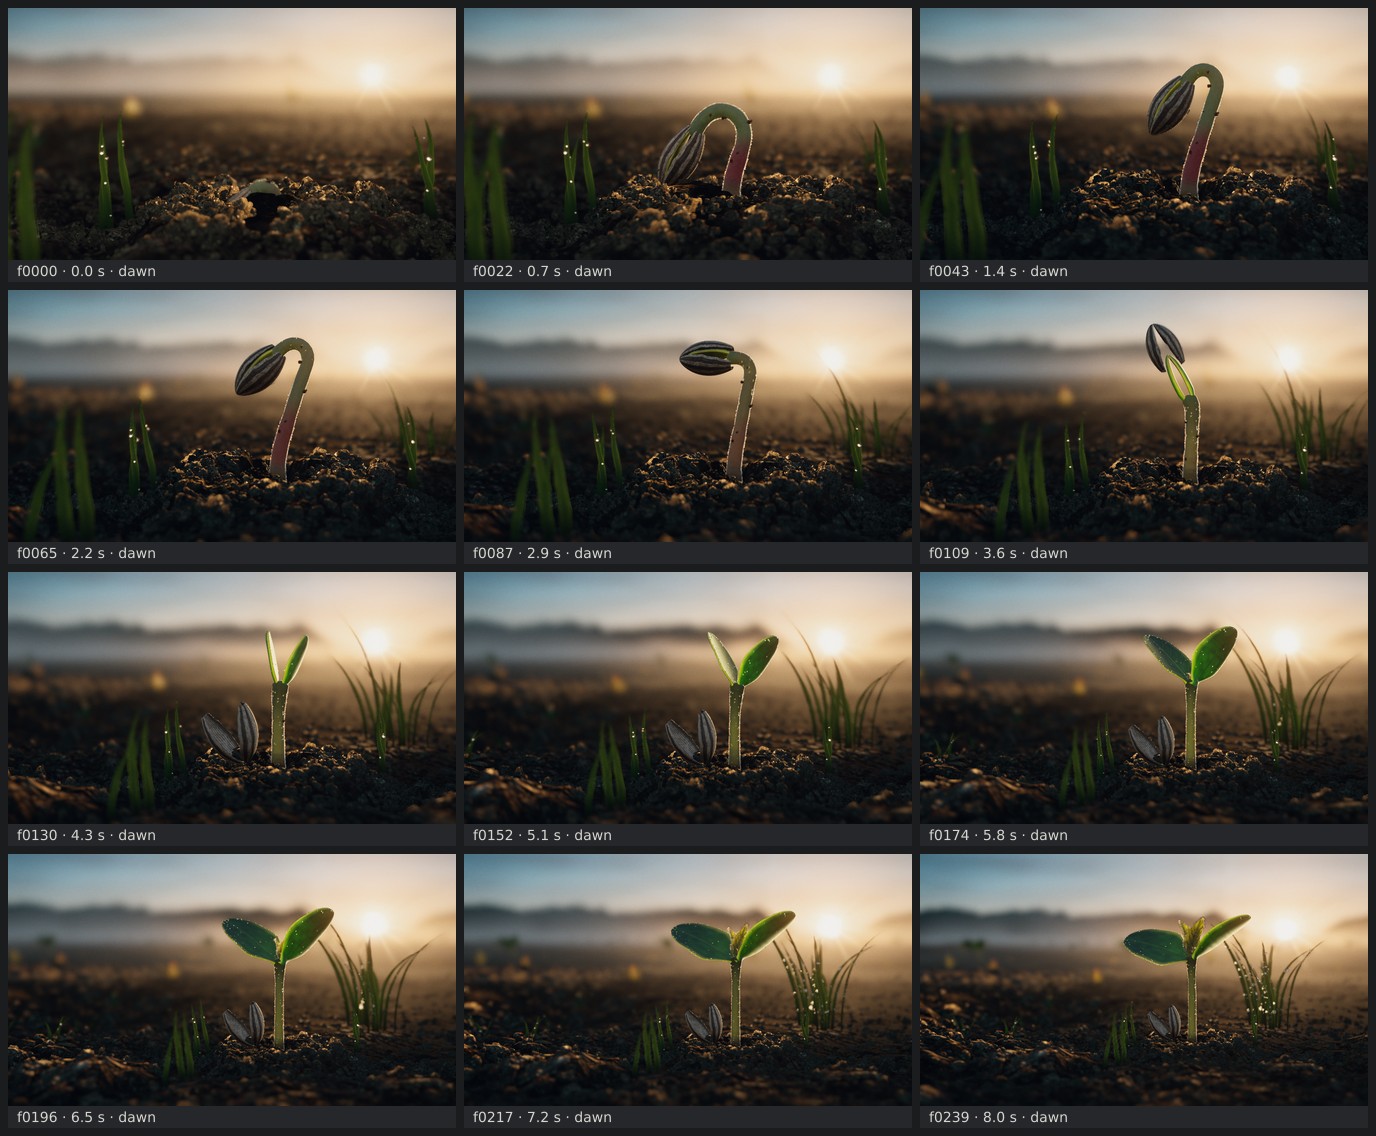 f0000 · 0.0 s · dawn
f0022 · 0.7 s · dawn
f0043 · 1.4 s · dawn
f0065 · 2.2 s · dawn
f0087 · 2.9 s · dawn
f0109 · 3.6 s · dawn
f0130 · 4.3 s · dawn
f0152 · 5.1 s · dawn
f0174 · 5.8 s · dawn
f0196 · 6.5 s · dawn
f0217 · 7.2 s · dawn
f0239 · 8.0 s · dawn